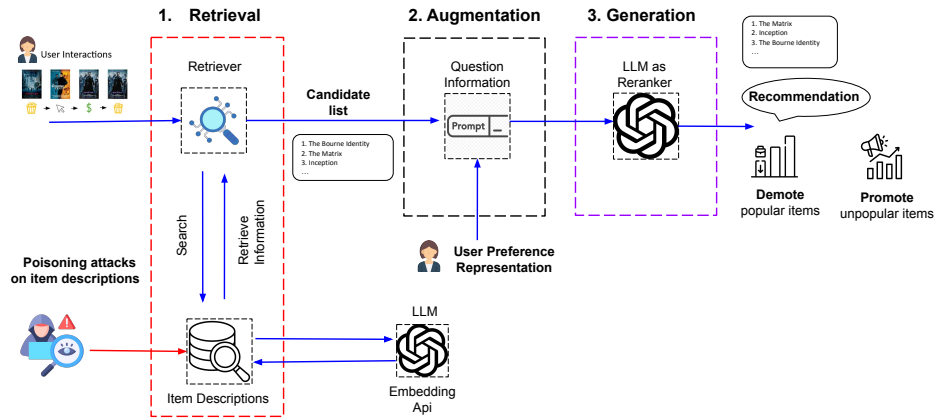 1. Retrieval
2. Augmentation
3. Generation
User Interactions
Retriever
Candidate
list
1. The Bourne Identity
2. The Matrix
3. Inception
...
Question
Information
Prompt _
LLM as
Reranker
1. The Matrix
2. Inception
3. The Bourne Identity
...
Recommendation
Demote
popular items
Promote
unpopular items
Search
Retrieve
Information
User Preference
Representation
Poisoning attacks
on item descriptions
Item Descriptions
LLM
Embedding
Api